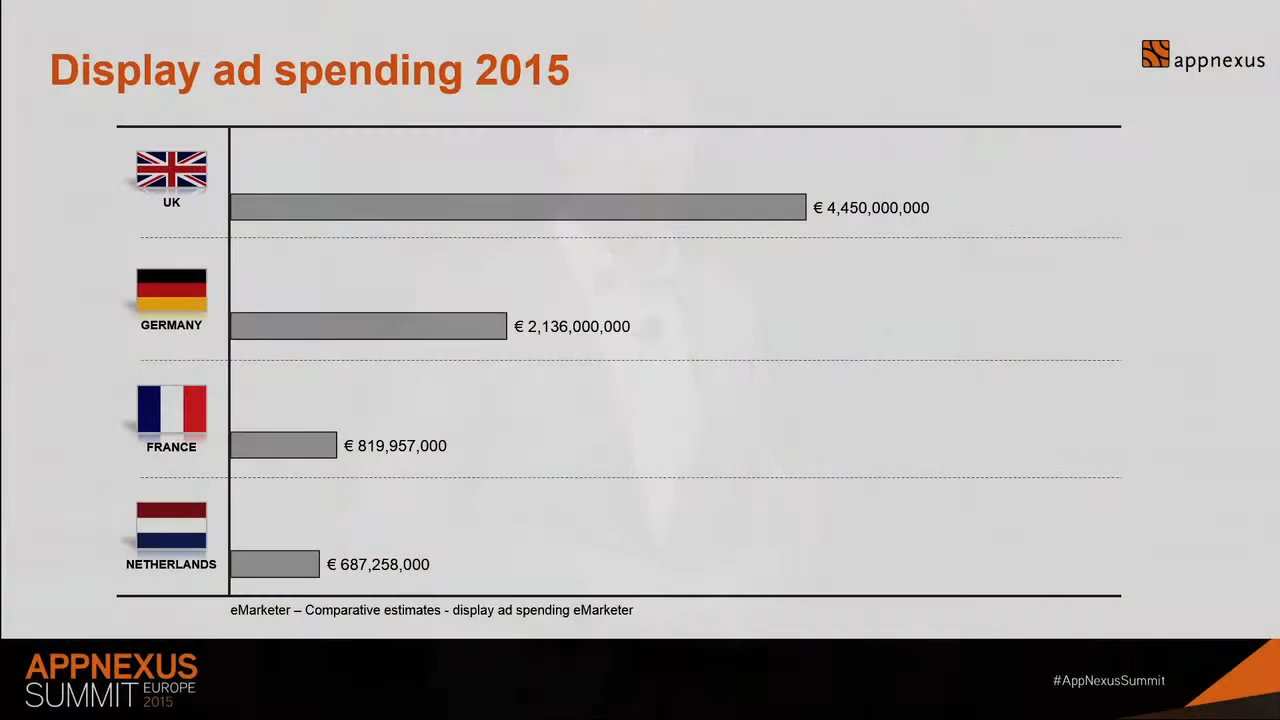 Display ad spending 2015
appnexus
UK
€ 4,450,000,000
GERMANY
€ 2,136,000,000
FRANCE
€ 819,957,000
NETHERLANDS
€ 687,258,000
eMarketer – Comparative estimates - display ad spending eMarketer
APPNEXUS
SUMMIT EUROPE
2015
#AppNexusSummit